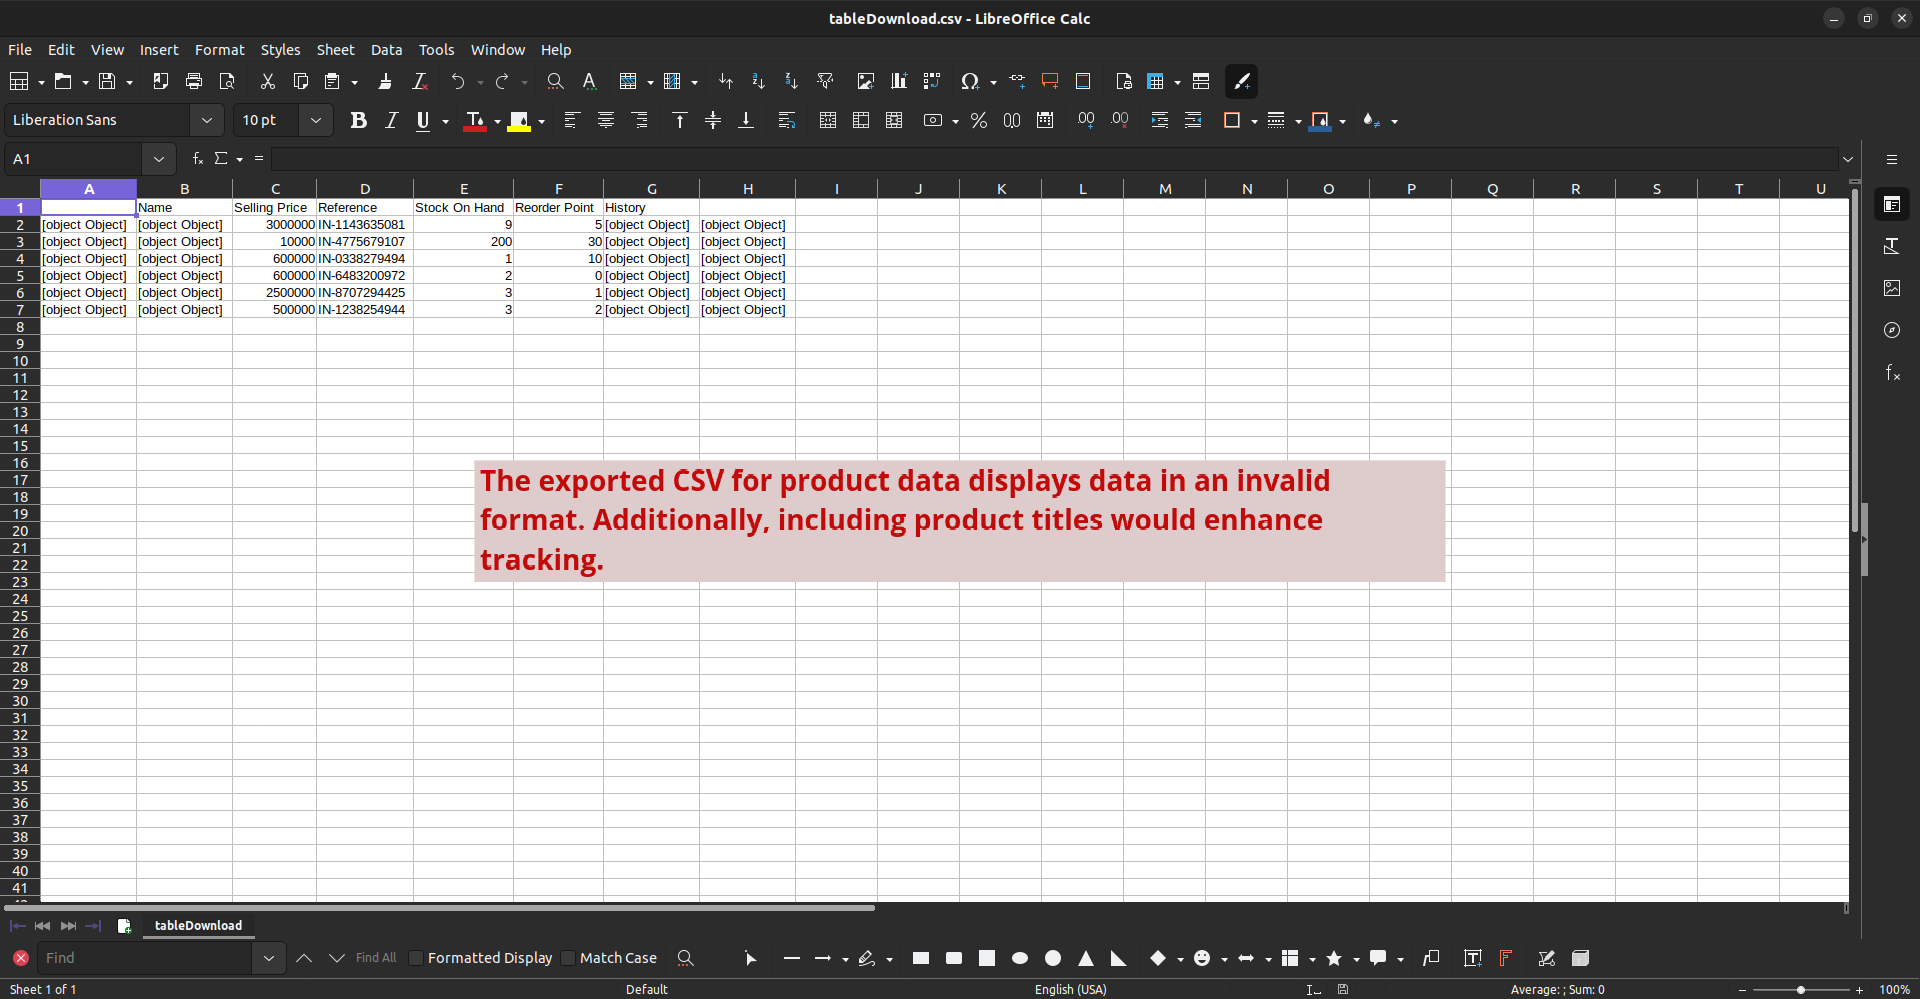 tableDownload.csv - LibreOffice Calc
File Edit View Insert Format Styles Sheet Data Tools Window Help
Liberation Sans 10 pt
A1
A B C D E F G H I J K L M N O P Q R S T U
1 Name Selling Price Reference Stock On Hand Reorder Point History
2 [object Object] [object Object] 3000000 IN-1143635081 9 5 [object Object] [object Object]
3 [object Object] [object Object] 10000 IN-4775679107 200 30 [object Object] [object Object]
4 [object Object] [object Object] 600000 IN-0338279494 1 10 [object Object] [object Object]
5 [object Object] [object Object] 600000 IN-6483200972 2 0 [object Object] [object Object]
6 [object Object] [object Object] 2500000 IN-8707294425 3 1 [object Object] [object Object]
7 [object Object] [object Object] 500000 IN-1238254944 3 2 [object Object] [object Object]
8
9
10
11
12
13
14
15
16
17
18
19
20
21
22
23
24
25
26
27
28
29
30
31
32
33
34
35
36
37
38
39
40
41
The exported CSV for product data displays data in an invalid
format. Additionally, including product titles would enhance
tracking.
tableDownload
Find Find All Formatted Display Match Case
Sheet 1 of 1 Default English (USA) Average: ; Sum: 0 100%